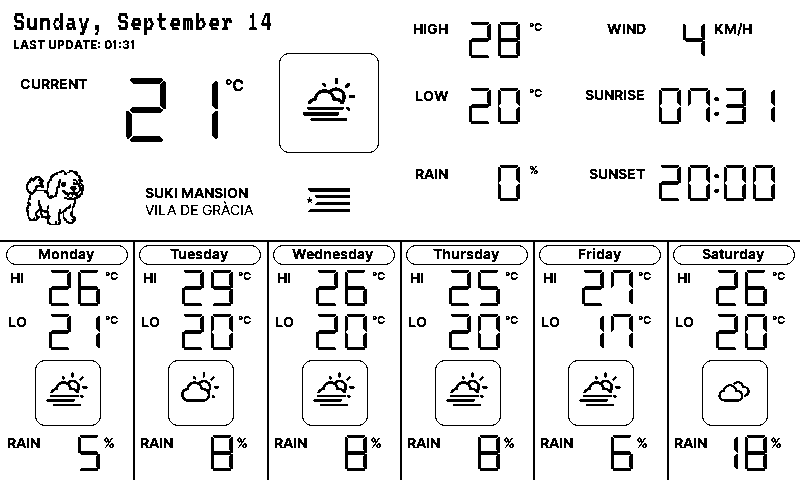 Sunday, September 14
LAST UPDATE: 01:31
CURRENT 21 °C
SUKI MANSION
VILA DE GRÀCIA
HIGH 28 °C
LOW 20 °C
RAIN 0 %
WIND 4 KM/H
SUNRISE 07:31
SUNSET 20:00
Monday
HI 26 °C
LO 21 °C
RAIN 5 %
Tuesday
HI 29 °C
LO 20 °C
RAIN 8 %
Wednesday
HI 26 °C
LO 20 °C
RAIN 8 %
Thursday
HI 25 °C
LO 20 °C
RAIN 8 %
Friday
HI 27 °C
LO 17 °C
RAIN 6 %
Saturday
HI 26 °C
LO 20 °C
RAIN 18 %